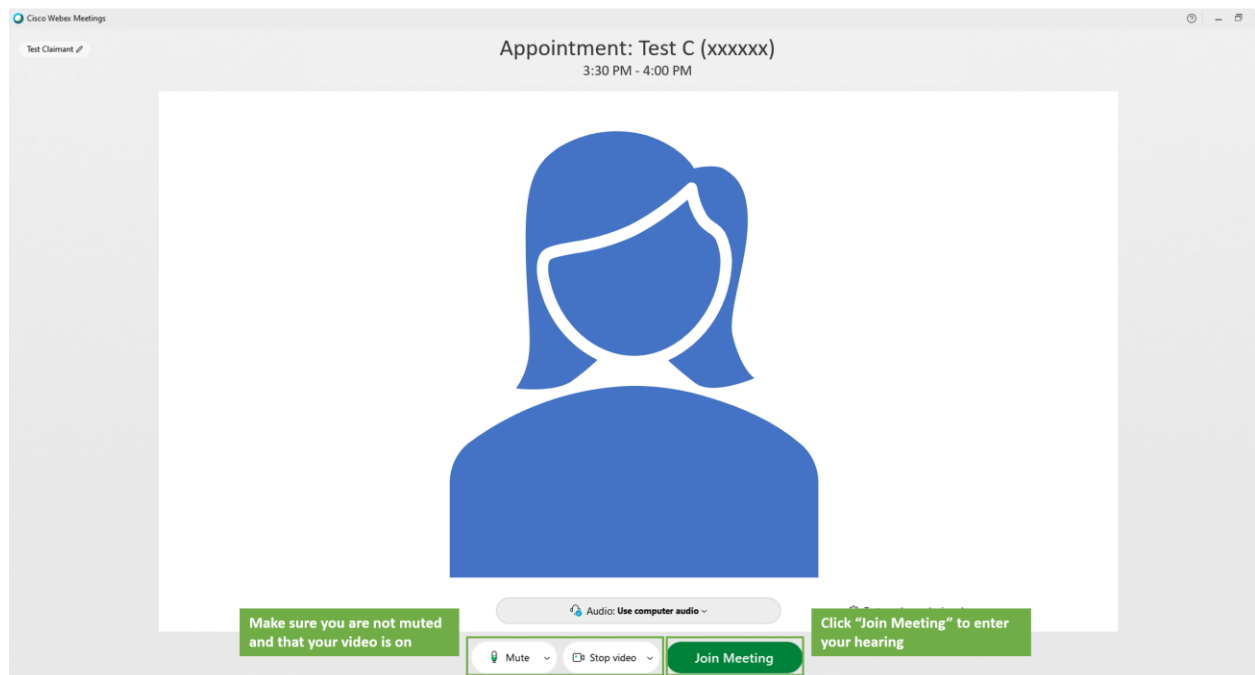 Cisco Webex Meetings
Test Claimant
Appointment: Test C (xxxxxx)
3:30 PM - 4:00 PM
Audio: Use computer audio
Make sure you are not muted
and that your video is on
Click “Join Meeting” to enter
your hearing
Mute
Stop video
Join Meeting